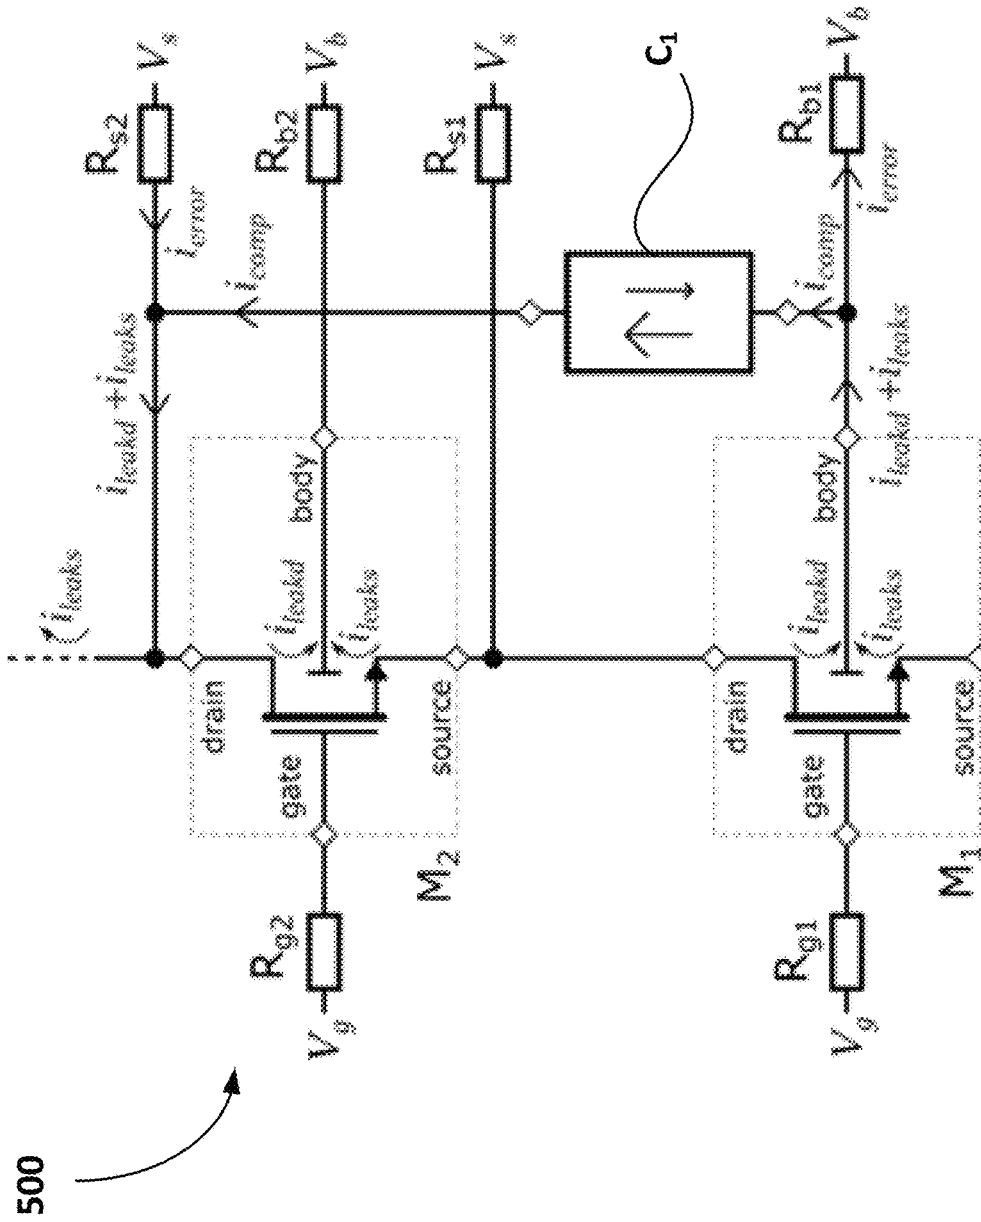 500
i_leaks
i_leakd + i_leaks
i_error
R_s2
V_s
i_comp
drain
gate
source
body
i_leakd
i_leaks
M_2
R_g2
V_g
R_b2
V_b
R_s1
V_s
C_1
drain
gate
source
body
i_leakd
i_leaks
M_1
R_g1
V_g
i_leakd + i_leaks
i_comp
i_error
R_b1
V_b